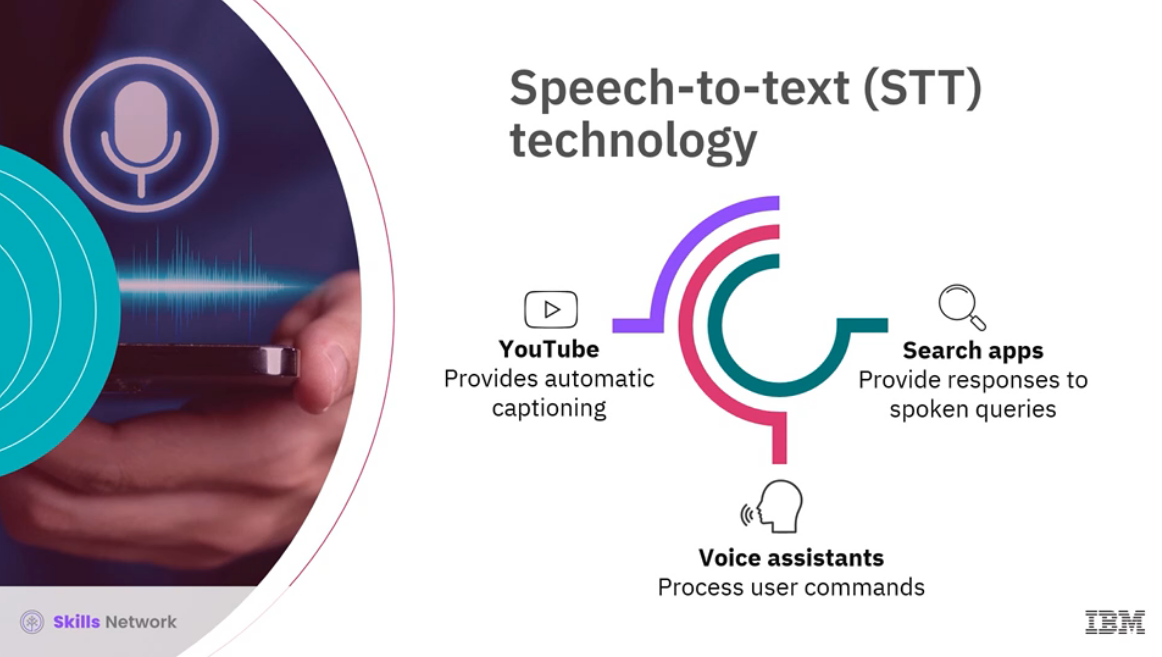 Speech-to-text (STT)
technology
YouTube
Provides automatic
captioning
Search apps
Provide responses to
spoken queries
Voice assistants
Process user commands
Skills Network
IBM